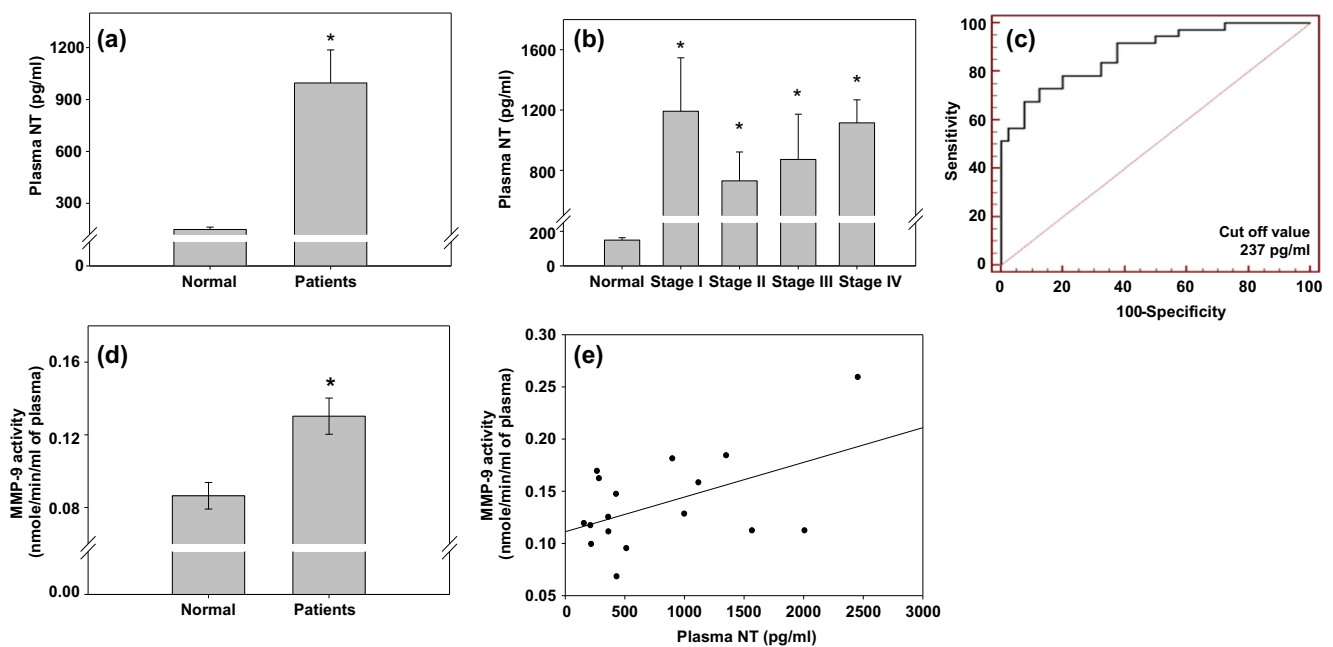 (a)
Plasma NT (pg/ml)
1200
900
600
300
0
*
Normal Patients
(b)
Plasma NT (pg/ml)
1600
1200
800
200
0
*
*
*
*
Normal Stage I Stage II Stage III Stage IV
(c)
Sensitivity
100
80
60
40
20
0
Cut off value
237 pg/ml
0 20 40 60 80 100
100-Specificity
(d)
MMP-9 activity
(nmole/min/ml of plasma)
0.16
0.12
0.08
0.00
*
Normal Patients
(e)
MMP-9 activity
(nmole/min/ml of plasma)
0.30
0.25
0.20
0.15
0.10
0.05
0 500 1000 1500 2000 2500 3000
Plasma NT (pg/ml)